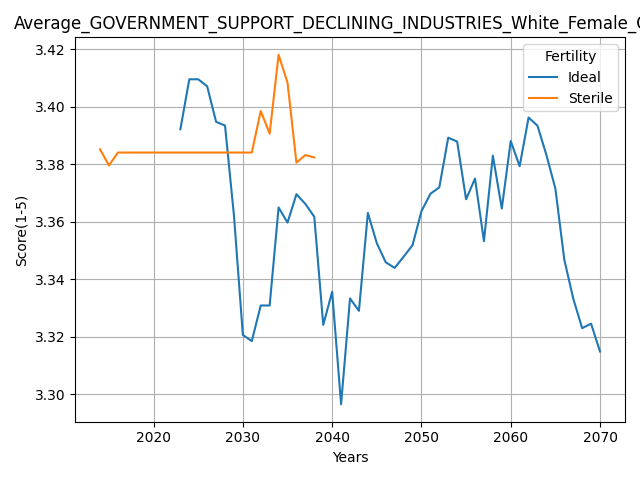 Average_GOVERNMENT_SUPPORT_DECLINING_INDUSTRIES_White_Female_
Fertility
Ideal
Sterile
3.42
3.40
3.38
3.36
3.34
3.32
3.30
Score(1-5)
2020 2030 2040 2050 2060 2070
Years